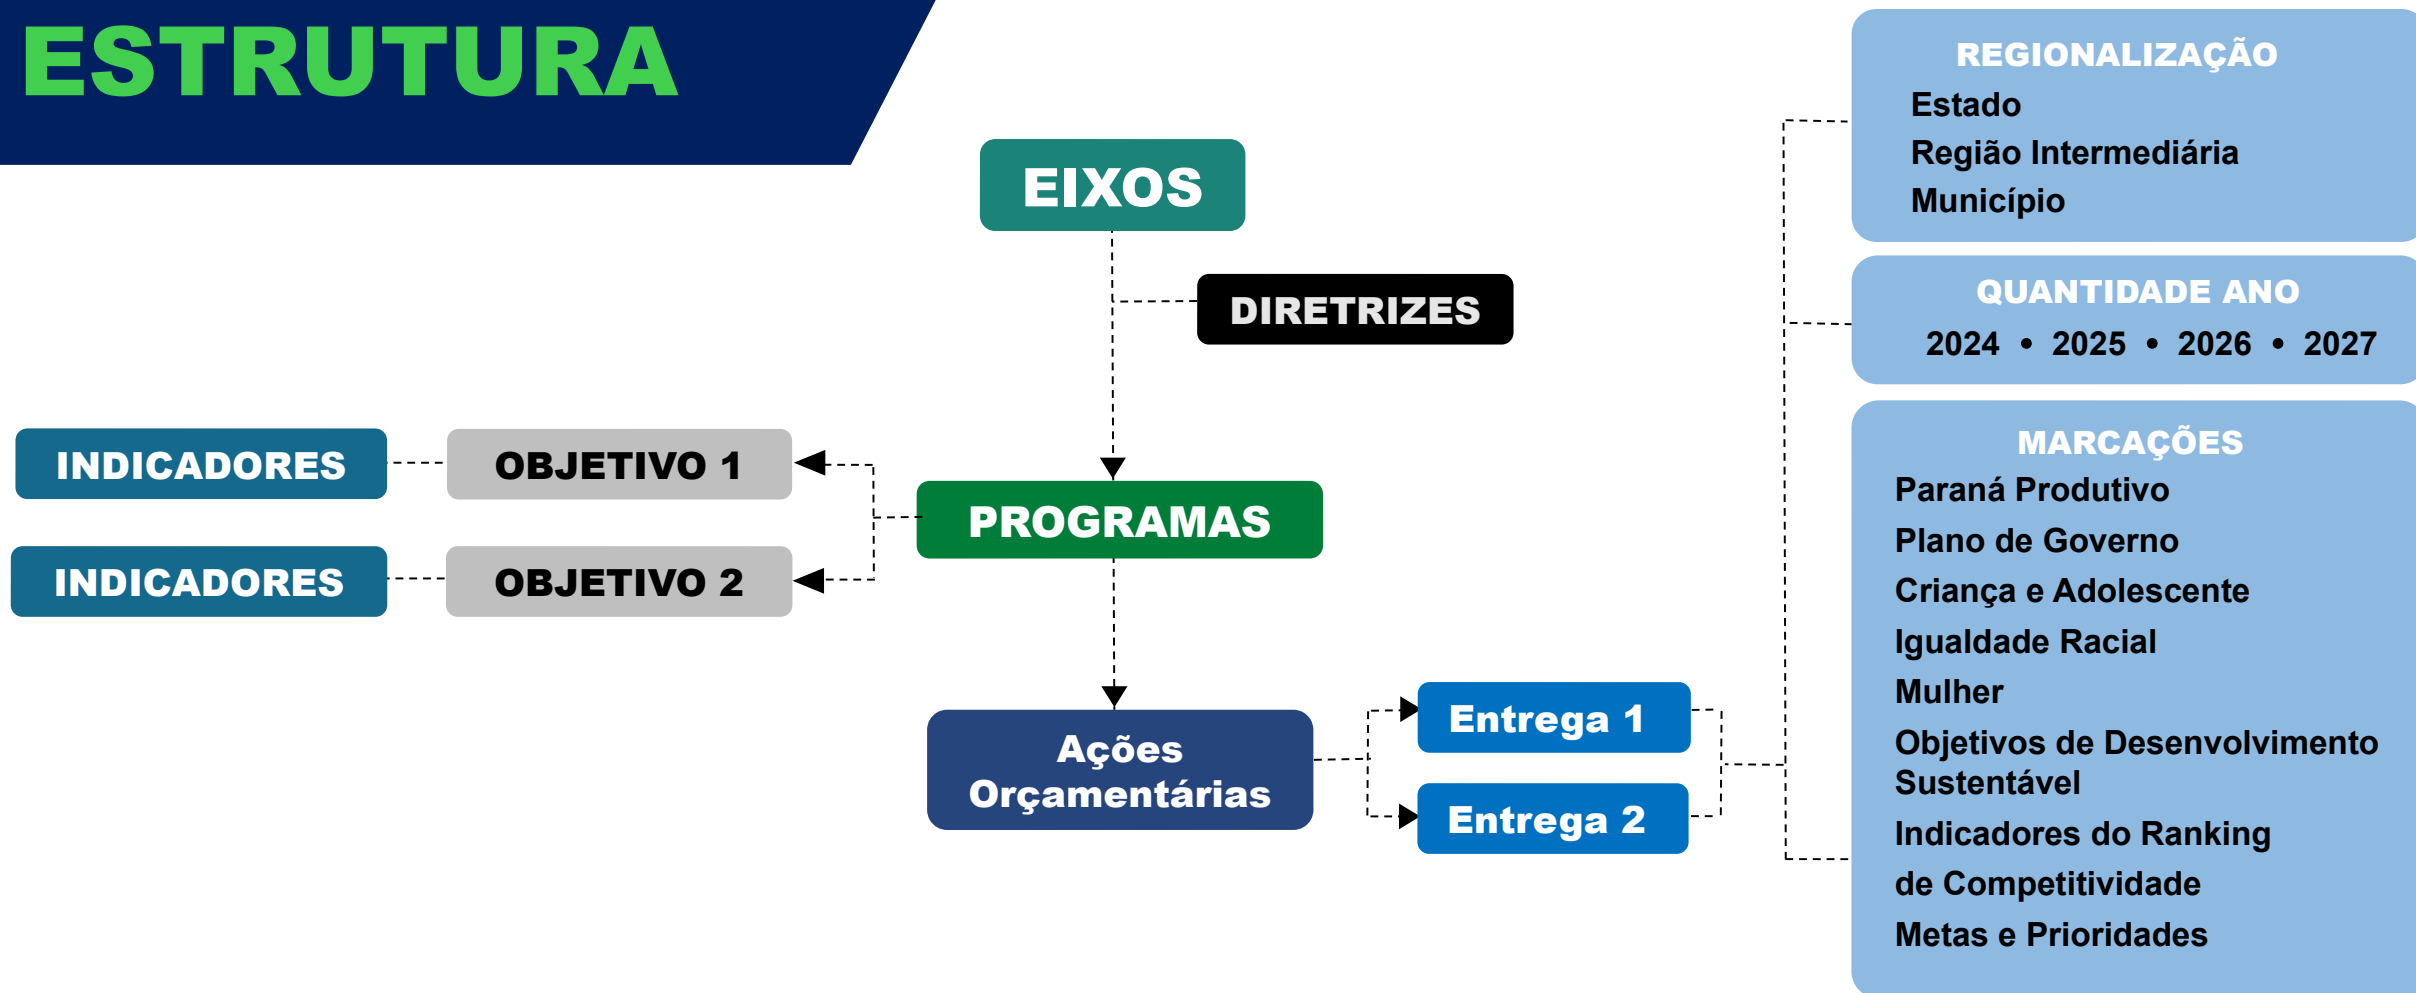 ESTRUTURA
EIXOS
DIRETRIZES
INDICADORES
OBJETIVO 1
PROGRAMAS
INDICADORES
OBJETIVO 2
Ações
Orçamentárias
Entrega 1
Entrega 2
REGIONALIZAÇÃO
Estado
Região Intermediária
Município
QUANTIDADE ANO
2024 • 2025 • 2026 • 2027
MARCAÇÕES
Paraná Produtivo
Plano de Governo
Criança e Adolescente
Igualdade Racial
Mulher
Objetivos de Desenvolvimento
Sustentável
Indicadores do Ranking
de Competitividade
Metas e Prioridades